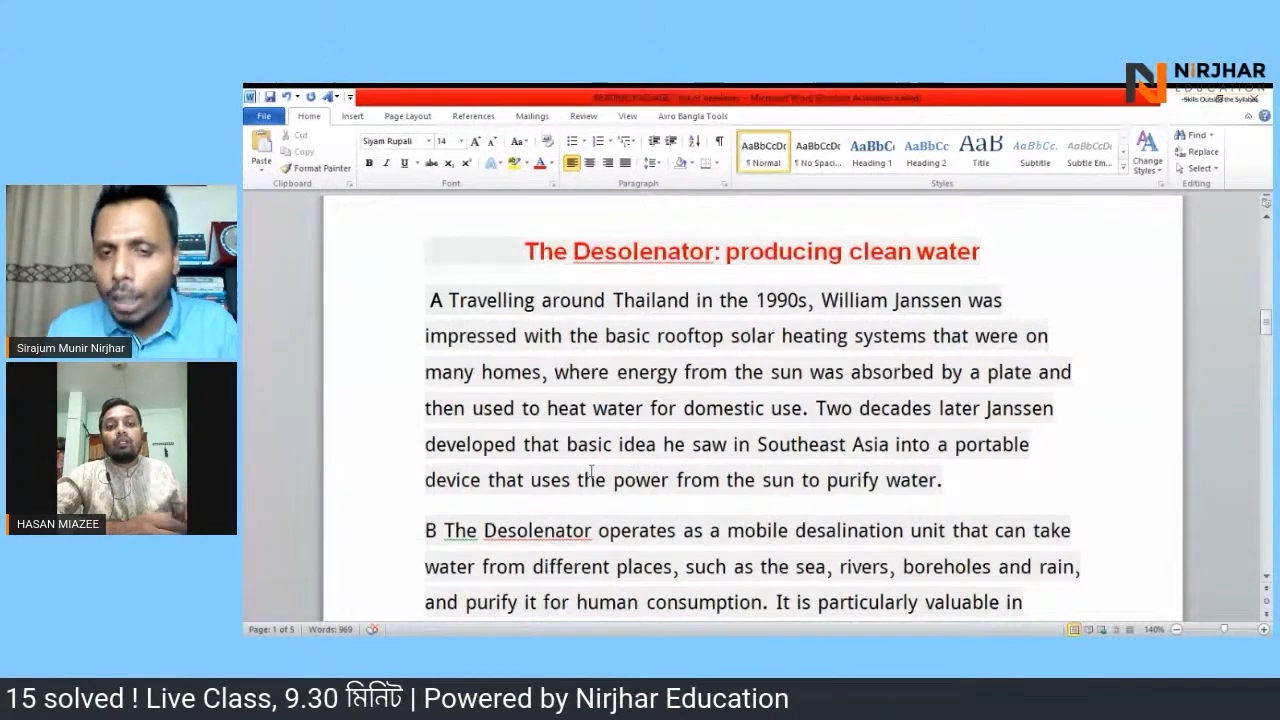 NiRJHAR
EDUCATION
Skills Outside the Syllabus
File Home Insert Page Layout References Mailings Review View Avro Bangla Tools
Paste
Cut
Copy
Format Painter
Clipboard
Siyam Rupali 14
Font
Paragraph
AaBbCcDc AaBbCcDc AaBbC AaBbCc AaB AaBbCc. AaBbCcDc
¶ Normal ¶ No Spaci... Heading 1 Heading 2 Title Subtitle Subtle Em...
Change Styles
Styles
Find
Replace
Select
Editing
The Desolenator: producing clean water
A Travelling around Thailand in the 1990s, William Janssen was
impressed with the basic rooftop solar heating systems that were on
many homes, where energy from the sun was absorbed by a plate and
then used to heat water for domestic use. Two decades later Janssen
developed that basic idea he saw in Southeast Asia into a portable
device that uses the power from the sun to purify water.
B The Desolenator operates as a mobile desalination unit that can take
water from different places, such as the sea, rivers, boreholes and rain,
and purify it for human consumption. It is particularly valuable in
Page: 1 of 5 Words: 969 140%
Sirajum Munir Nirjhar
HASAN MIAZEE
15 solved ! Live Class, 9.30 মিনিট | Powered by Nirjhar Education